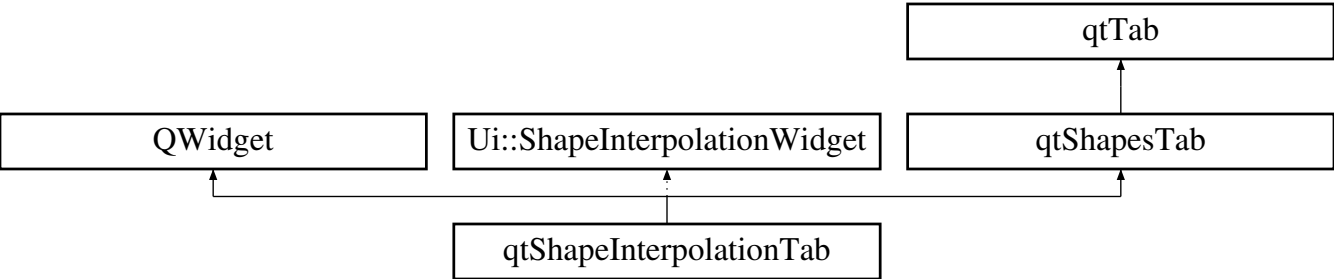 qtTab
QWidget
Ui::ShapeInterpolationWidget
qtShapesTab
qtShapeInterpolationTab